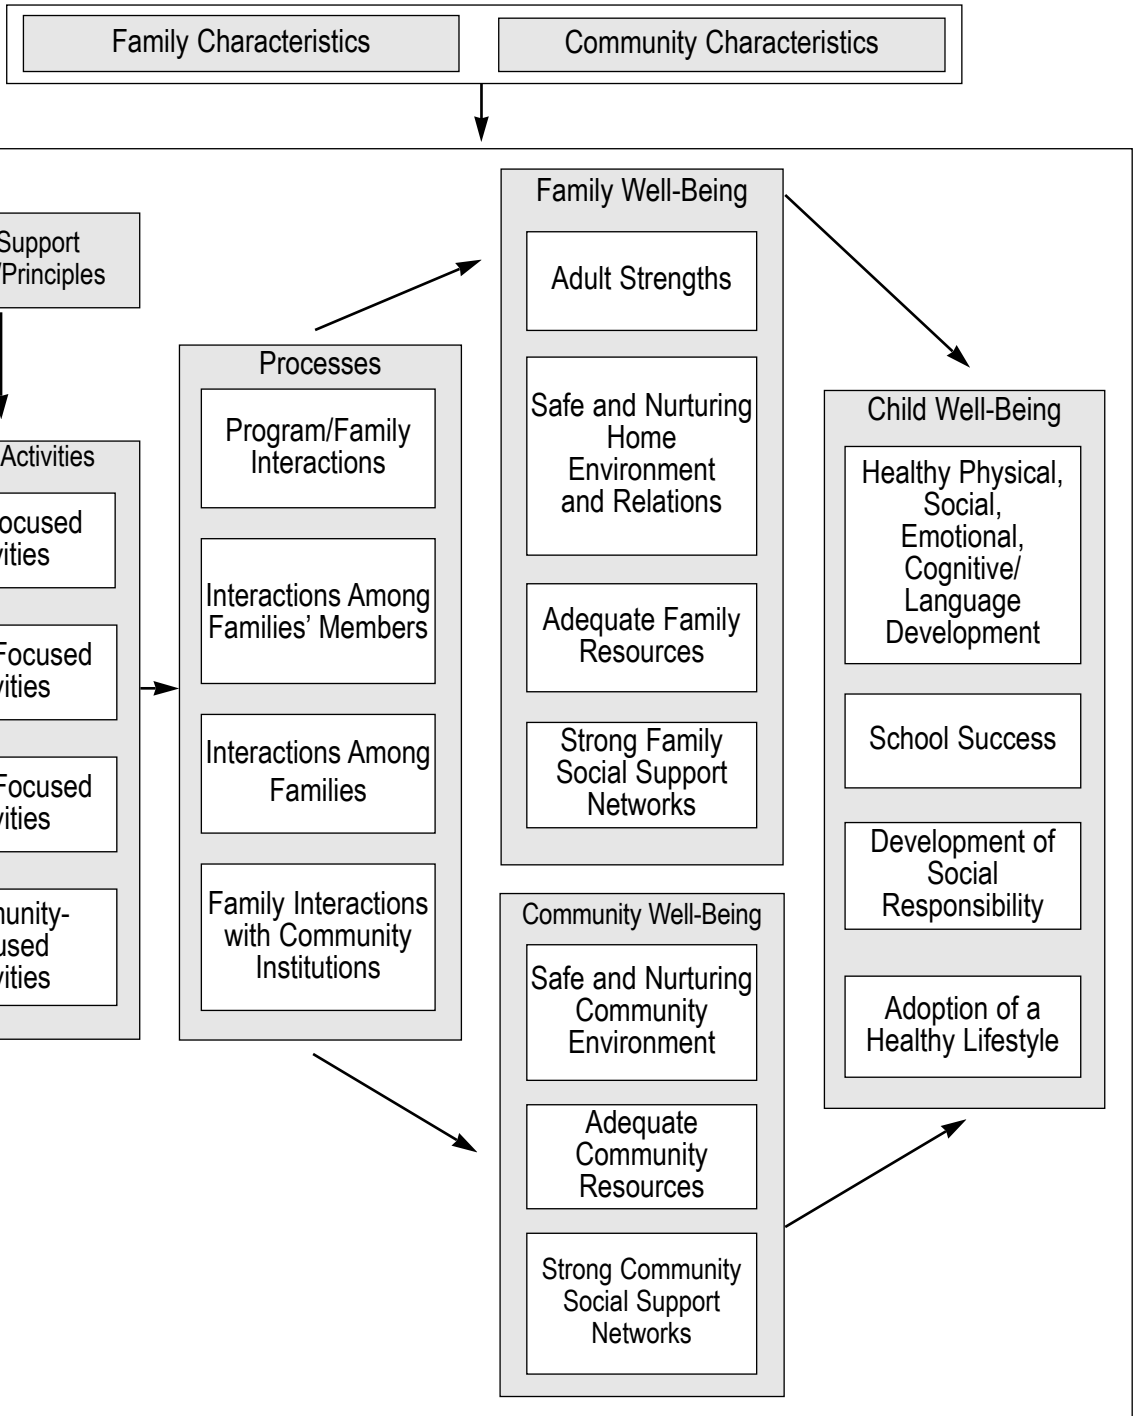 Family Characteristics
Community Characteristics
Support
/Principles
Activities
ocused
vities
Focused
vities
Focused
vities
munity-
used
vities
Processes
Program/Family
Interactions
Interactions Among
Families’ Members
Interactions Among
Families
Family Interactions
with Community
Institutions
Family Well-Being
Adult Strengths
Safe and Nurturing
Home
Environment
and Relations
Adequate Family
Resources
Strong Family
Social Support
Networks
Community Well-Being
Safe and Nurturing
Community
Environment
Adequate
Community
Resources
Strong Community
Social Support
Networks
Child Well-Being
Healthy Physical,
Social,
Emotional,
Cognitive/
Language
Development
School Success
Development of
Social
Responsibility
Adoption of a
Healthy Lifestyle